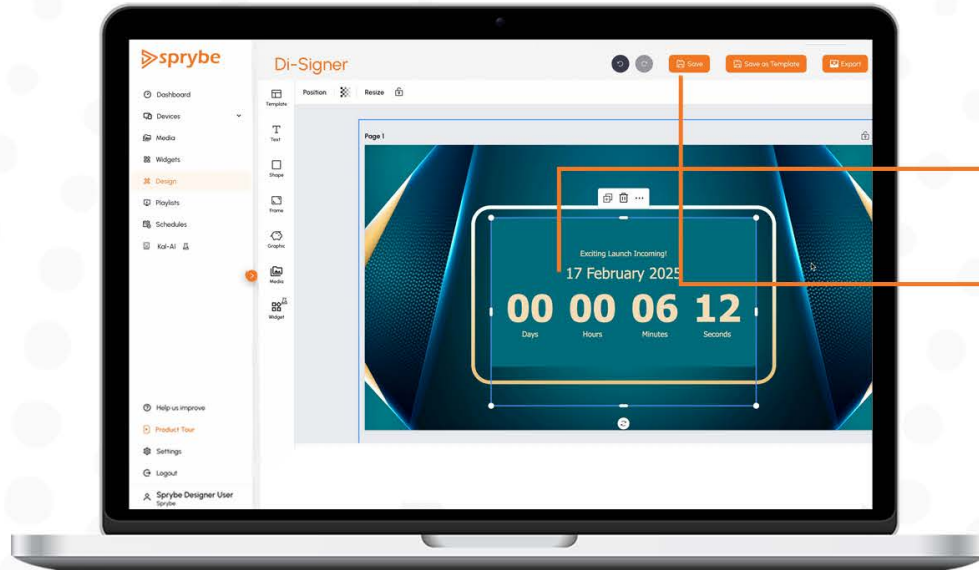 sprybe
Dashboard
Devices
Media
Widgets
Design
Playlists
Schedules
Kal-Ai
Help us improve
Product Tour
Settings
Logout
Sprybe Designer User
Sprybe
Di-Signer
Save
Save as Template
Export
Position
Resize
Template
Text
Shape
Frame
Graphic
Media
Widget
Page 1
Exciting Launch Incoming!
17 February 2025
00 00 06 12
Days Hours Minutes Seconds